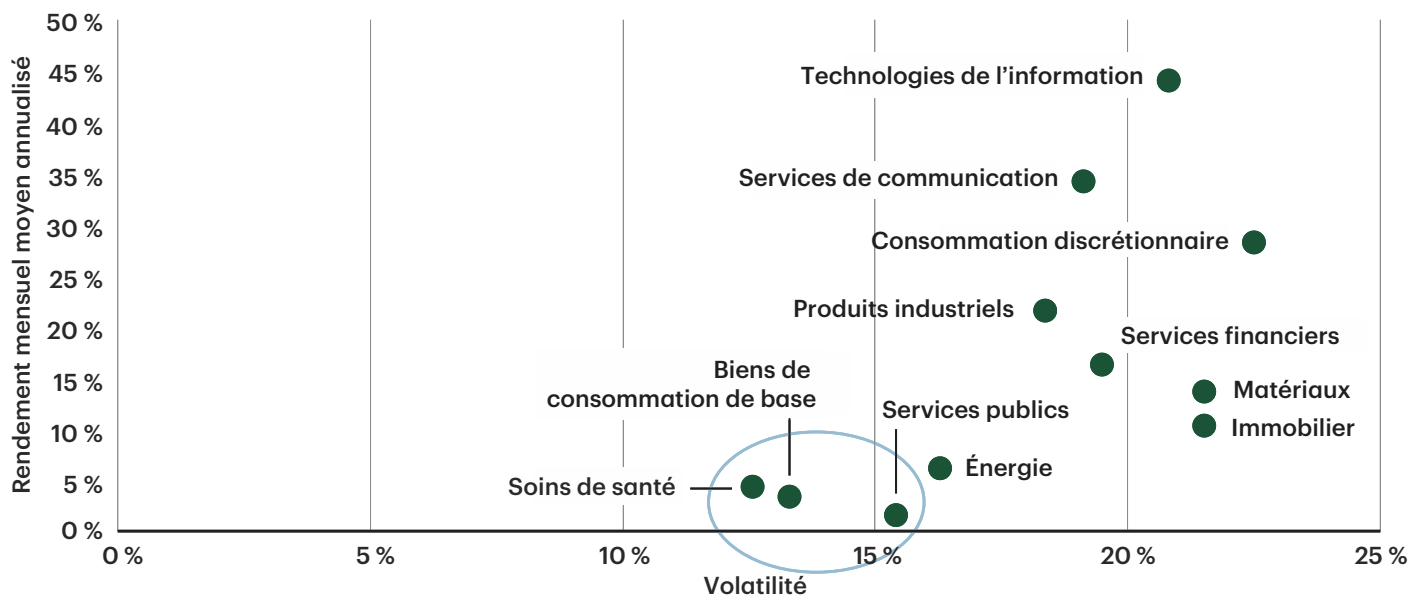 50 %
45 %
40 %
35 %
30 %
25 %
20 %
15 %
10 %
5 %
0 %
Rendement mensuel moyen annualisé
Technologies de l’information
Services de communication
Consommation discrétionnaire
Produits industriels
Services financiers
Biens de
consommation de base
Matériaux
Services publics
Immobilier
Énergie
Soins de santé
0 %
5 %
10 %
15 %
20 %
25 %
Volatilité